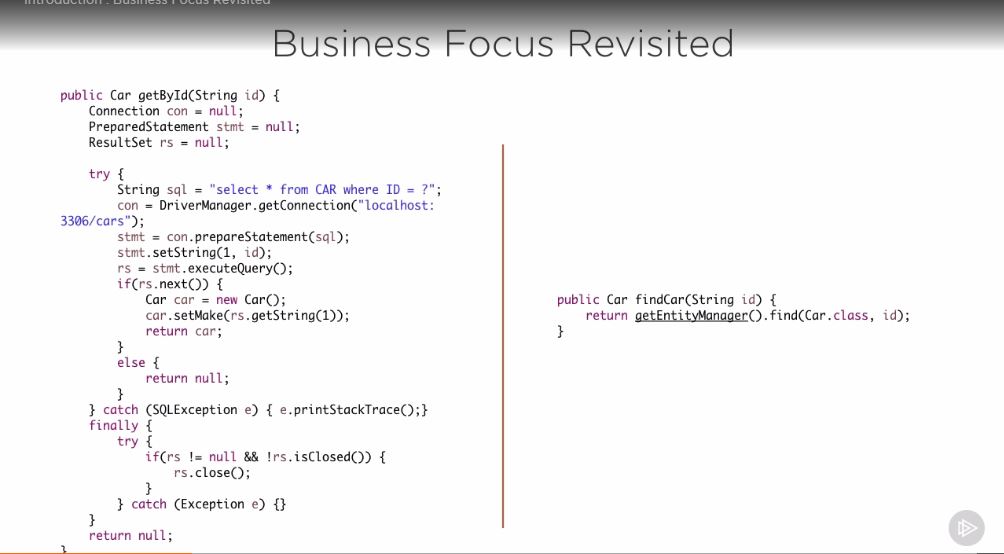 Introduction : Business Focus Revisited
Business Focus Revisited
public Car getById(String id) {
Connection con = null;
PreparedStatement stmt = null;
ResultSet rs = null;
try {
String sql = "select * from CAR where ID = ?";
con = DriverManager.getConnection("localhost:
3306/cars");
stmt = con.prepareStatement(sql);
stmt.setString(1, id);
rs = stmt.executeQuery();
if(rs.next()) {
Car car = new Car();
car.setMake(rs.getString(1));
return car;
}
else {
return null;
}
} catch (SQLException e) { e.printStackTrace();}
finally {
try {
if(rs != null && !rs.isClosed()) {
rs.close();
}
} catch (Exception e) {}
}
return null;
}
public Car findCar(String id) {
return getEntityManager().find(Car.class, id);
}